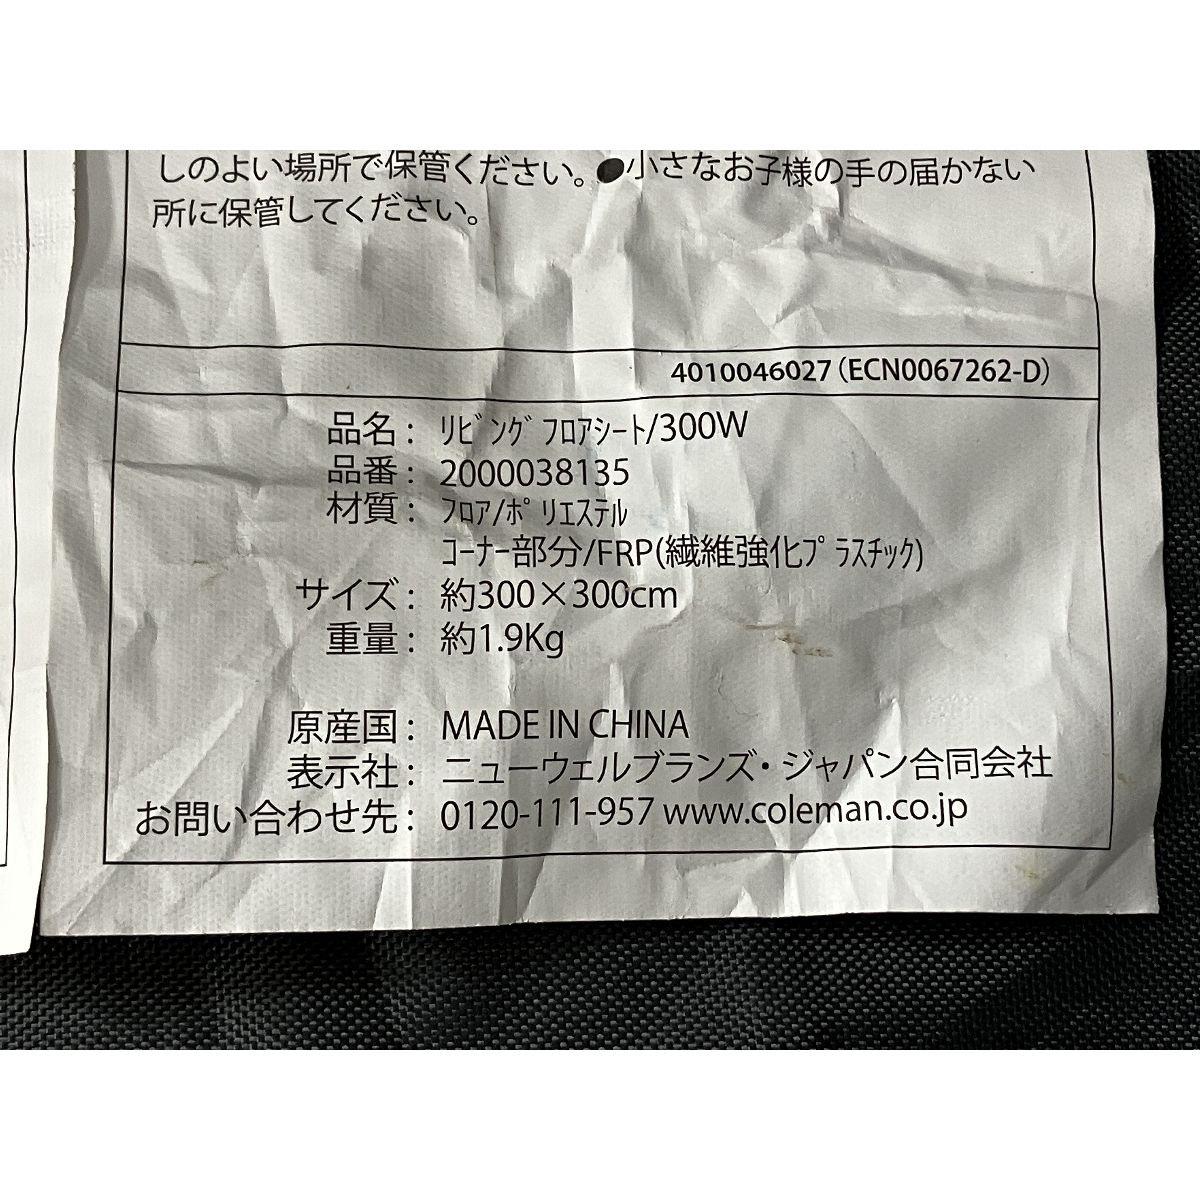 しのよい場所で保管ください。●小さなお子様の手の届かない
所に保管してください。
4010046027(ECN0067262-D)
品名: ﾘﾋﾞﾝｸﾞﾌﾛｱｼｰﾄ/300W
品番: 2000038135
材質: ﾌﾛｱ/ﾎﾟﾘｴｽﾃﾙ
ｺｰﾅｰ部分/FRP(繊維強化ﾌﾟﾗｽﾁｯｸ)
サイズ: 約300×300cm
重量: 約1.9Kg
原産国: MADE IN CHINA
表示社: ニューウェルブランズ・ジャパン合同会社
お問い合わせ先: 0120-111-957 www.coleman.co.jp